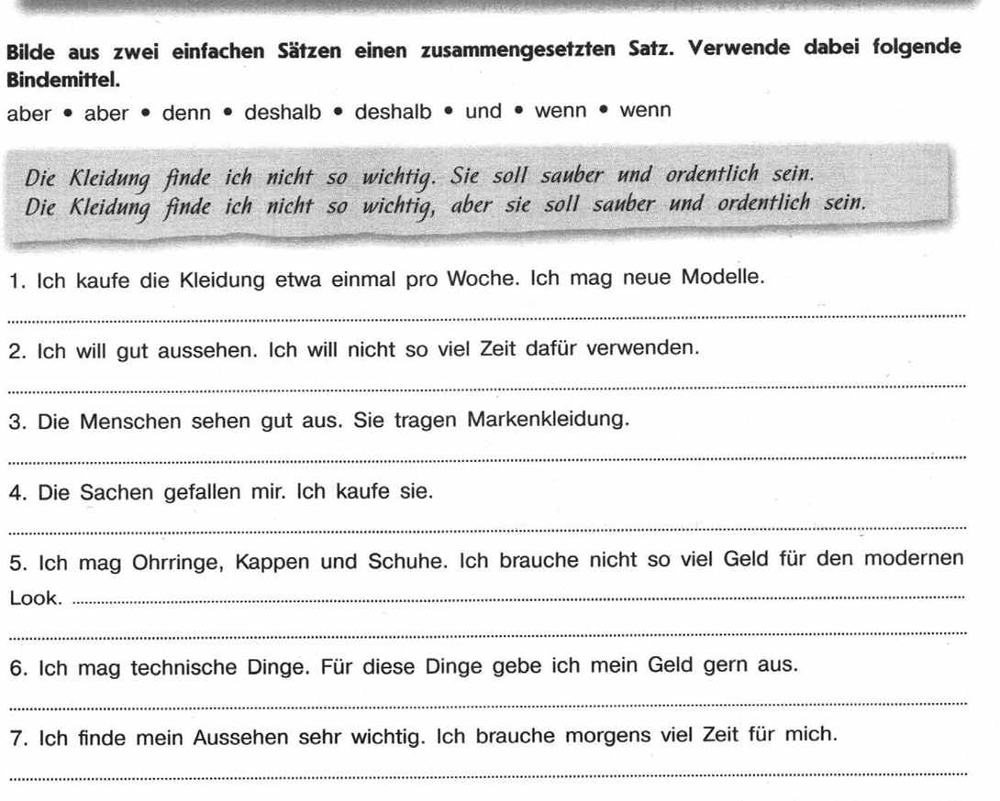 Bilde aus zwei einfachen Sätzen einen zusammengesetzten Satz. Verwende dabei folgende
Bindemittel.
aber • aber • denn • deshalb • deshalb • und • wenn • wenn
Die Kleidung finde ich nicht so wichtig. Sie soll sauber und ordentlich sein.
Die Kleidung finde ich nicht so wichtig, aber sie soll sauber und ordentlich sein.
1. Ich kaufe die Kleidung etwa einmal pro Woche. Ich mag neue Modelle.
2. Ich will gut aussehen. Ich will nicht so viel Zeit dafür verwenden.
3. Die Menschen sehen gut aus. Sie tragen Markenkleidung.
4. Die Sachen gefallen mir. Ich kaufe sie.
5. Ich mag Ohrringe, Kappen und Schuhe. Ich brauche nicht so viel Geld für den modernen
Look.
6. Ich mag technische Dinge. Für diese Dinge gebe ich mein Geld gern aus.
7. Ich finde mein Aussehen sehr wichtig. Ich brauche morgens viel Zeit für mich.